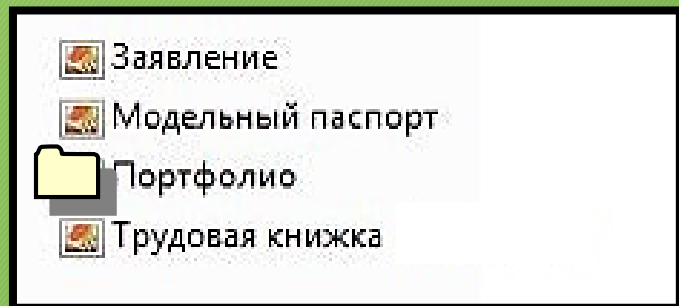 Заявление
Модельный паспорт
Портфолио
Трудовая книжка